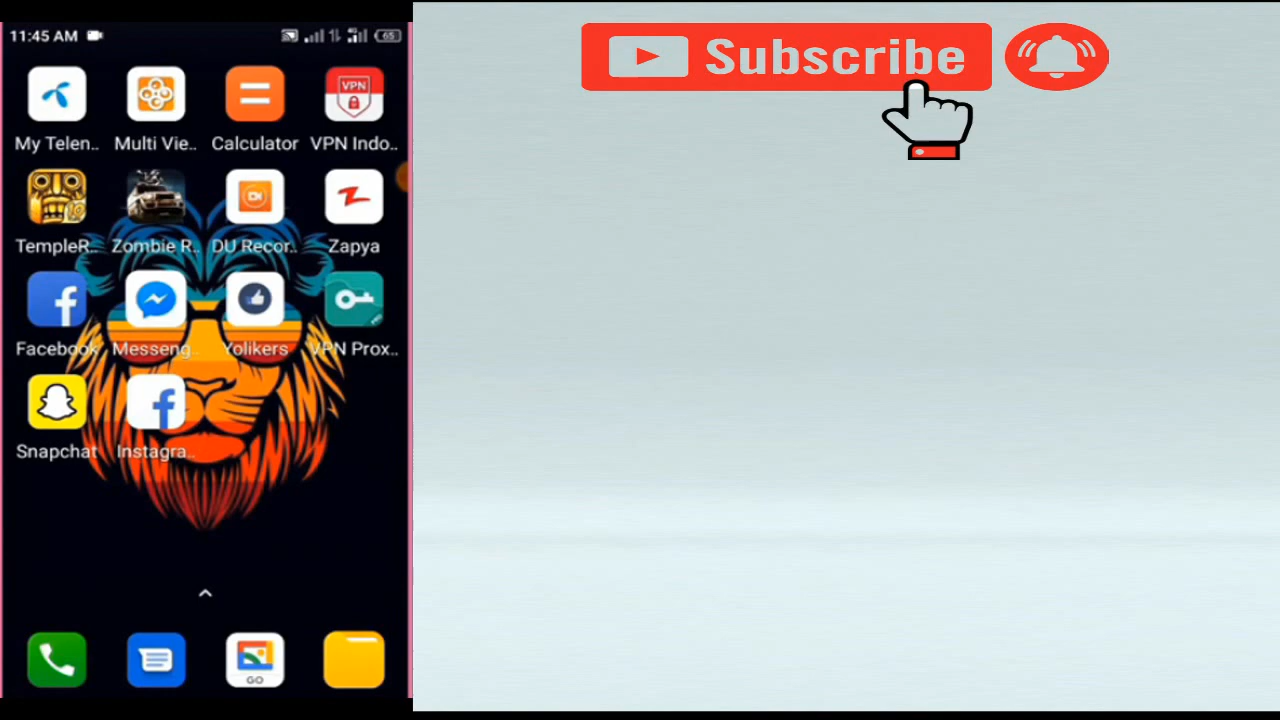 11:45 AM
65
Subscribe
My Telen.. Multi Vie.. Calculator VPN Indo..
VPN
TempleR.. Zombie R.. DU Recor.. Zapya
Facebook Messeng.. Yolikers VPN Prox..
Snapchat Instagra..
GO